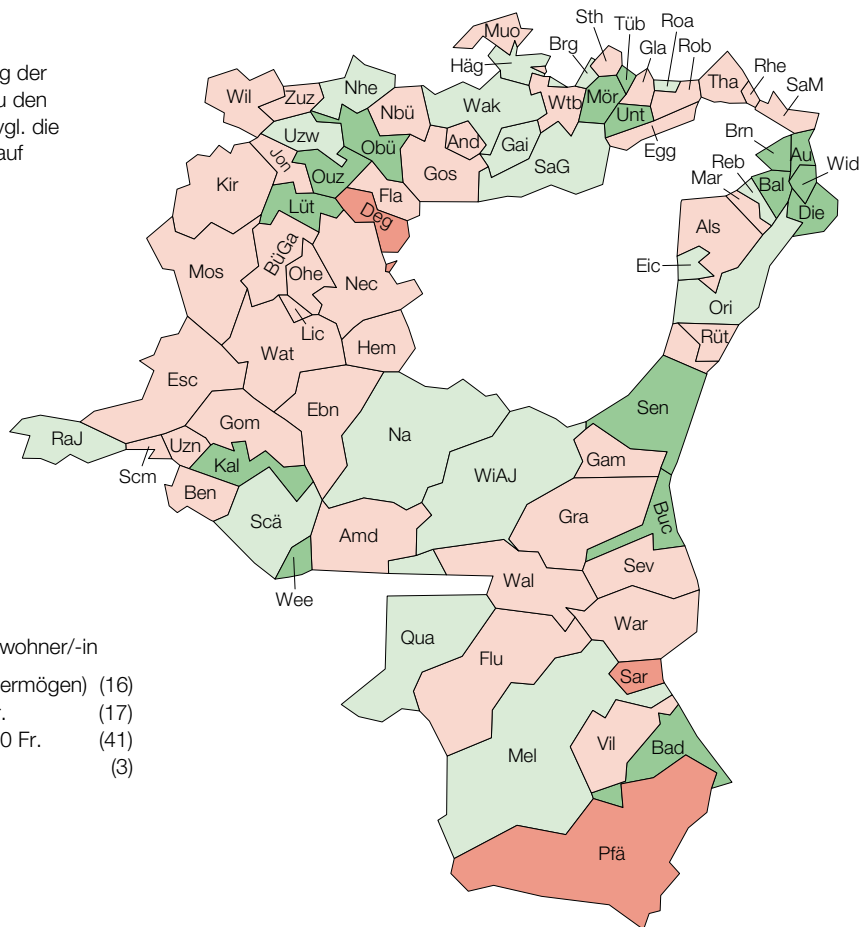 g der
u den
vgl. die
auf
wohner/-in
ermögen) (16)
r. (17)
0 Fr. (41)
(3)
Muo
Sth
Tüb
Roa
Brg
Gla
Rob
Häg
Tha
Rhe
SaM
Wil
Zuz
Nhe
Nbü
Wak
Wtb
Mör
Unt
Egg
Uzw
Obü
And
Gai
SaG
Brn
Au
Wid
Jon
Ouz
Gos
Reb
Bal
Mar
Die
Kir
Lüt
Fla
Deg
Als
BüGa
Ohe
Mos
Nec
Eic
Ori
Lic
Wat
Hem
Rüt
Esc
Ebn
Na
Sen
Gom
RaJ
Uzn
Kal
Scm
Gam
Ben
WiAJ
Scä
Amd
Gra
Buc
Wee
Wal
Sev
Qua
War
Flu
Sar
Mel
Vil
Bad
Pfä